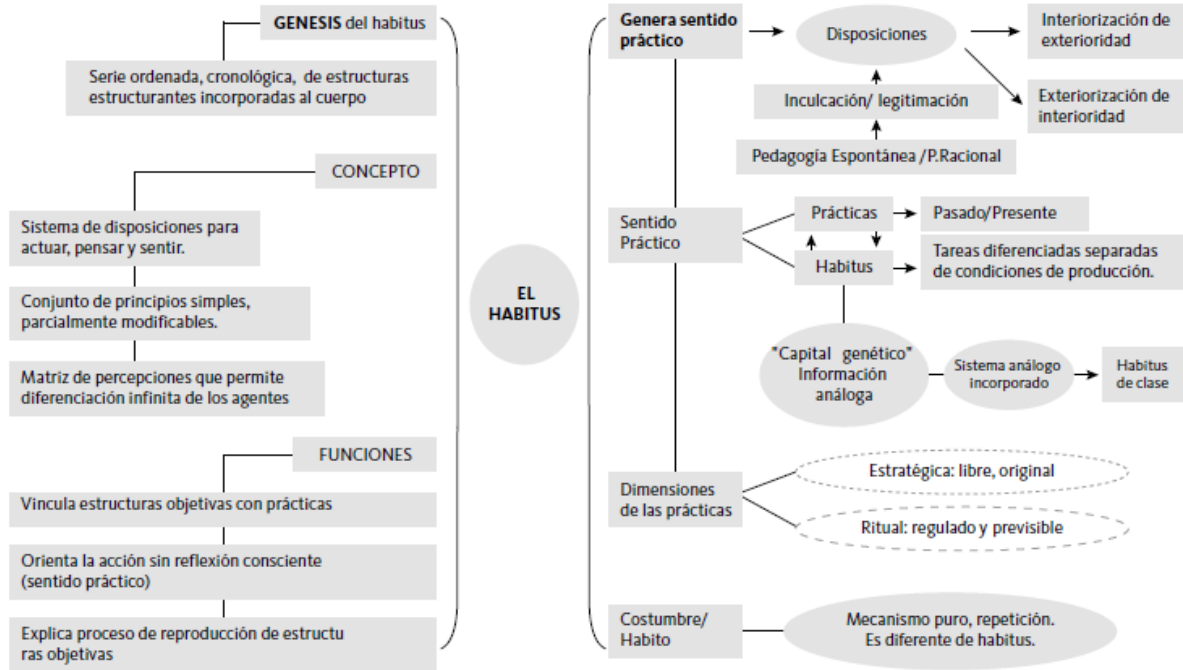 GENESIS del habitus
Serie ordenada, cronológica, de estructuras
estructurantes incorporadas al cuerpo
CONCEPTO
Sistema de disposiciones para
actuar, pensar y sentir.
Conjunto de principios simples,
parcialmente modificables.
Matriz de percepciones que permite
diferenciación infinita de los agentes
FUNCIONES
Vincula estructuras objetivas con prácticas
Orienta la acción sin reflexión consciente
(sentido práctico)
Explica proceso de reproducción de estructu
ras objetivas
EL
HABITUS
Genera sentido
práctico
Disposiciones
Interiorización de
exterioridad
Exteriorización de
interioridad
Inculcación/ legitimación
Pedagogía Espontánea /P.Racional
Sentido
Práctico
Prácticas
Pasado/Presente
Habitus
Tareas diferenciadas separadas
de condiciones de producción.
"Capital genético"
Información
análoga
Sistema análogo
incorporado
Habitus
de clase
Dimensiones
de las prácticas
Estratégica: libre, original
Ritual: regulado y previsible
Costumbre/
Habito
Mecanismo puro, repetición.
Es diferente de habitus.